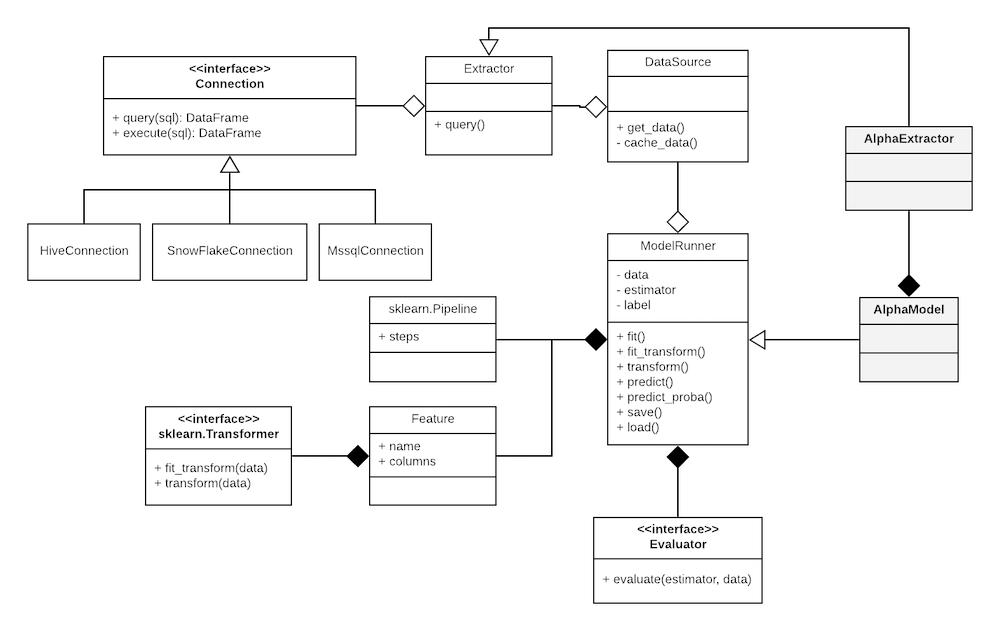 <<interface>>
Connection
+ query(sql): DataFrame
+ execute(sql): DataFrame
Extractor
+ query()
DataSource
+ get_data()
- cache_data()
AlphaExtractor
HiveConnection
SnowFlakeConnection
MssqlConnection
ModelRunner
- data
- estimator
- label
+ fit()
+ fit_transform()
+ transform()
+ predict()
+ predict_proba()
+ save()
+ load()
AlphaModel
sklearn.Pipeline
+ steps
<<interface>>
sklearn.Transformer
+ fit_transform(data)
+ transform(data)
Feature
+ name
+ columns
<<interface>>
Evaluator
+ evaluate(estimator, data)